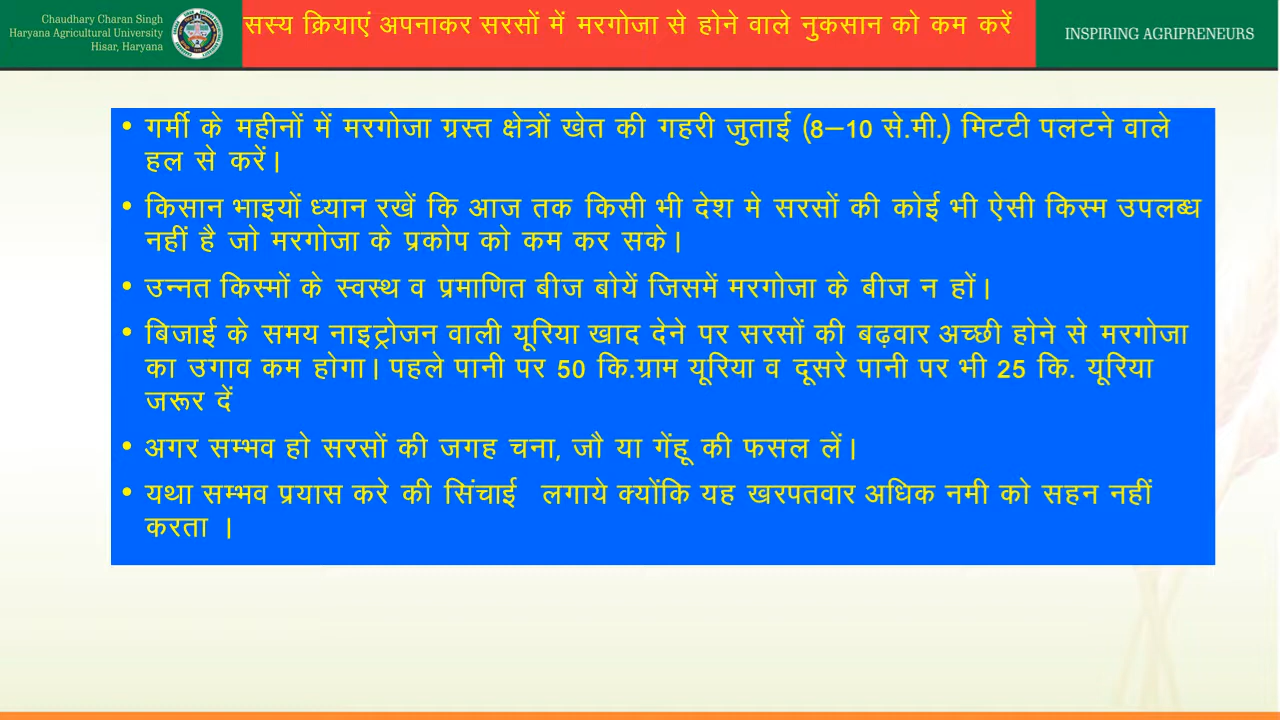 Chaudhary Charan Singh
Haryana Agricultural University
Hisar, Haryana
सस्य क्रियाएं अपनाकर सरसों में मरगोजा से होने वाले नुकसान को कम करें
INSPIRING AGRIPRENEURS
• गर्मी के महीनों में मरगोजा ग्रस्त क्षेत्रों खेत की गहरी जुताई (8–10 से.मी.) मिटटी पलटने वाले
हल से करें।
• किसान भाइयों ध्यान रखें कि आज तक किसी भी देश मे सरसों की कोई भी ऐसी किस्म उपलब्ध
नहीं है जो मरगोजा के प्रकोप को कम कर सके।
• उन्नत किस्मों के स्वस्थ व प्रमाणित बीज बोयें जिसमें मरगोजा के बीज न हों।
• बिजाई के समय नाइट्रोजन वाली यूरिया खाद देने पर सरसों की बढ़वार अच्छी होने से मरगोजा
का उगाव कम होगा। पहले पानी पर 50 कि.ग्राम यूरिया व दूसरे पानी पर भी 25 कि. यूरिया
जरूर दें
• अगर सम्भव हो सरसों की जगह चना, जौ या गेंहू की फसल लें।
• यथा सम्भव प्रयास करे की सिंचाई लगाये क्योंकि यह खरपतवार अधिक नमी को सहन नहीं
करता ।